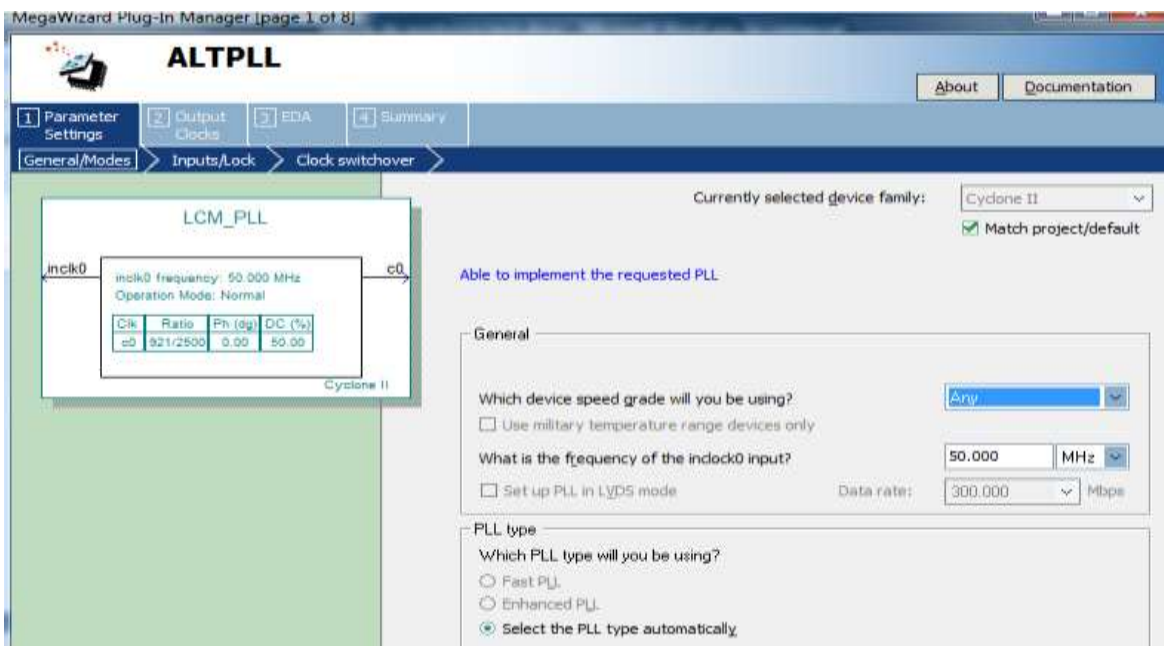 MegaWizard Plug-In Manager [page 1 of 8]
ALTPLL
About
Documentation
1 Parameter Settings
2 Output Clocks
3 EDA
4 Summary
General/Modes
Inputs/Lock
Clock switchover
LCM_PLL
inclk0
c0
inclk0 frequency: 50.000 MHz
Operation Mode: Normal
Clk Ratio Ph (dg) DC (%)
c0 921/2500 0.00 50.00
Cyclone II
Currently selected device family:
Cyclone II
Match project/default
Able to implement the requested PLL
General
Which device speed grade will you be using?
Any
Use military temperature range devices only
What is the frequency of the inclock0 input?
50.000
MHz
Set up PLL in LVDS mode
Data rate:
300.000
Mbps
PLL type
Which PLL type will you be using?
Fast PLL
Enhanced PLL
Select the PLL type automatically